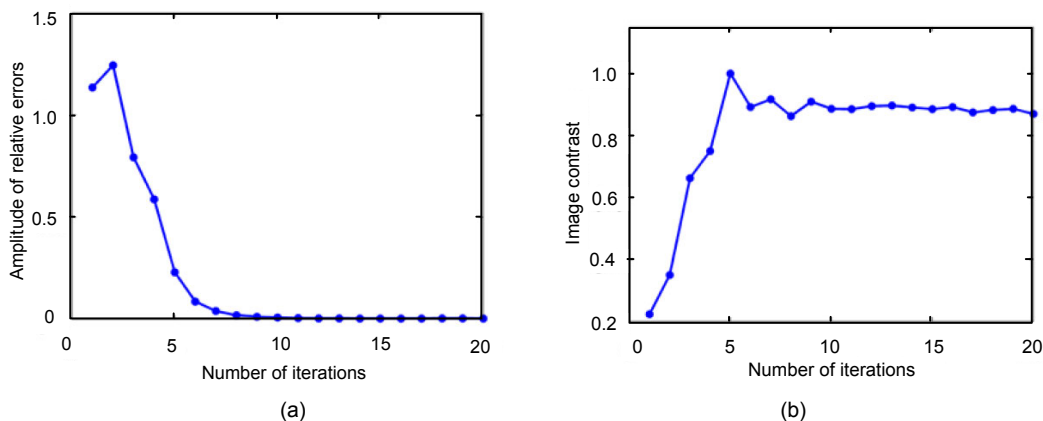 1.5
1.0
0.5
0
0 5 10 15 20
Amplitude of relative errors
Number of iterations
(a)
1.0
0.8
0.6
0.4
0.2
0 5 10 15 20
Image contrast
Number of iterations
(b)